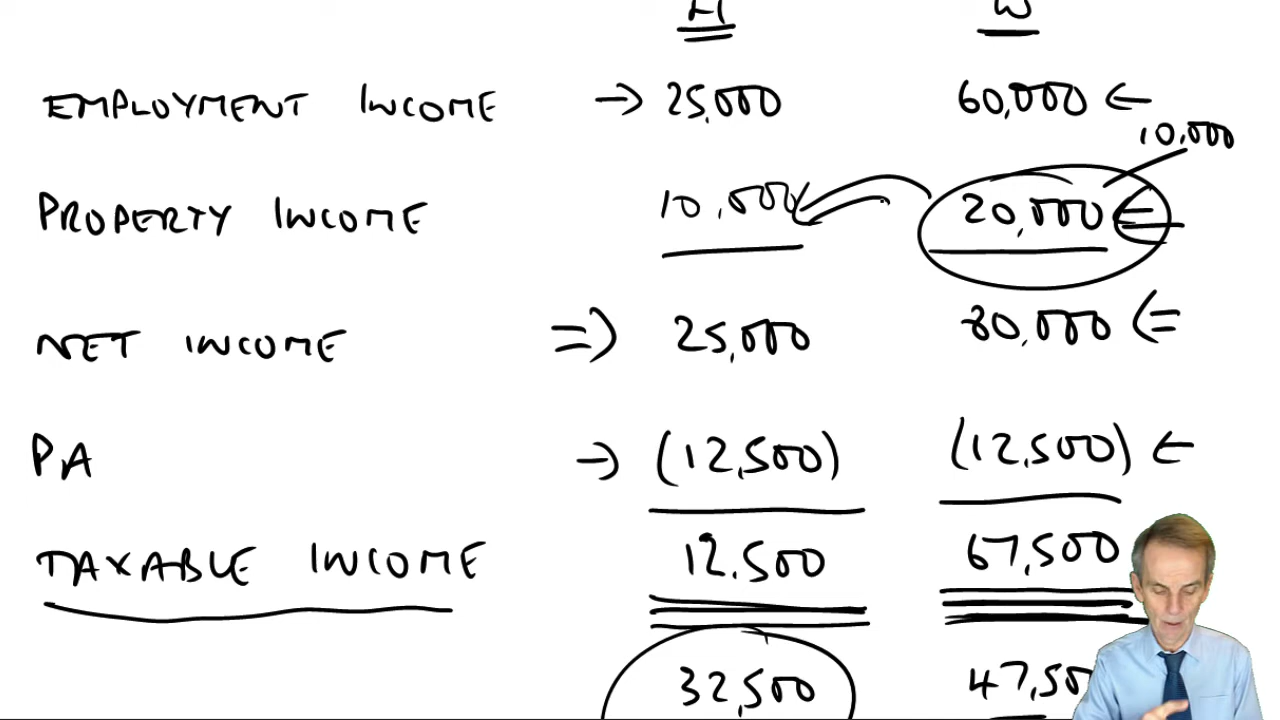 H W
EMPLOYMENT INCOME → 25,000 60,000 ←
10,000
PROPERTY INCOME 10,000 20,000 ←
NET INCOME ⇒ 25,000 80,000 ⇐
PA → (12,500) (12,500) ←
TAXABLE INCOME 12,500 67,500
32,500